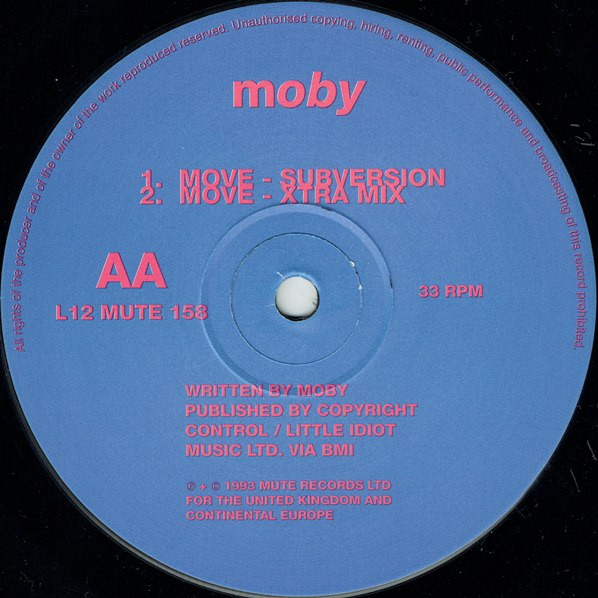 All rights of the producer and of the owner of the work reproduced reserved. Unauthorised copying, hiring, renting, public performance and broadcasting of this record prohibited.
moby
1. MOVE - SUBVERSION
2. MOVE - XTRA MIX
AA
L12 MUTE 158
33 RPM
WRITTEN BY MOBY
PUBLISHED BY COPYRIGHT
CONTROL / LITTLE IDIOT
MUSIC LTD. VIA BMI
℗ + © 1993 MUTE RECORDS LTD
FOR THE UNITED KINGDOM AND
CONTINENTAL EUROPE